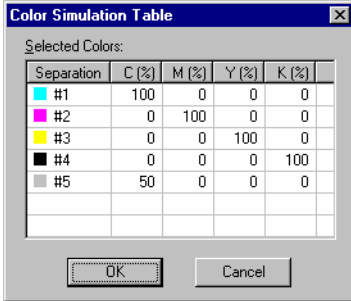 Color Simulation Table
Selected Colors:
Separation C (%) M (%) Y (%) K (%)
#1 100 0 0 0
#2 0 100 0 0
#3 0 0 100 0
#4 0 0 0 100
#5 50 0 0 0
OK Cancel